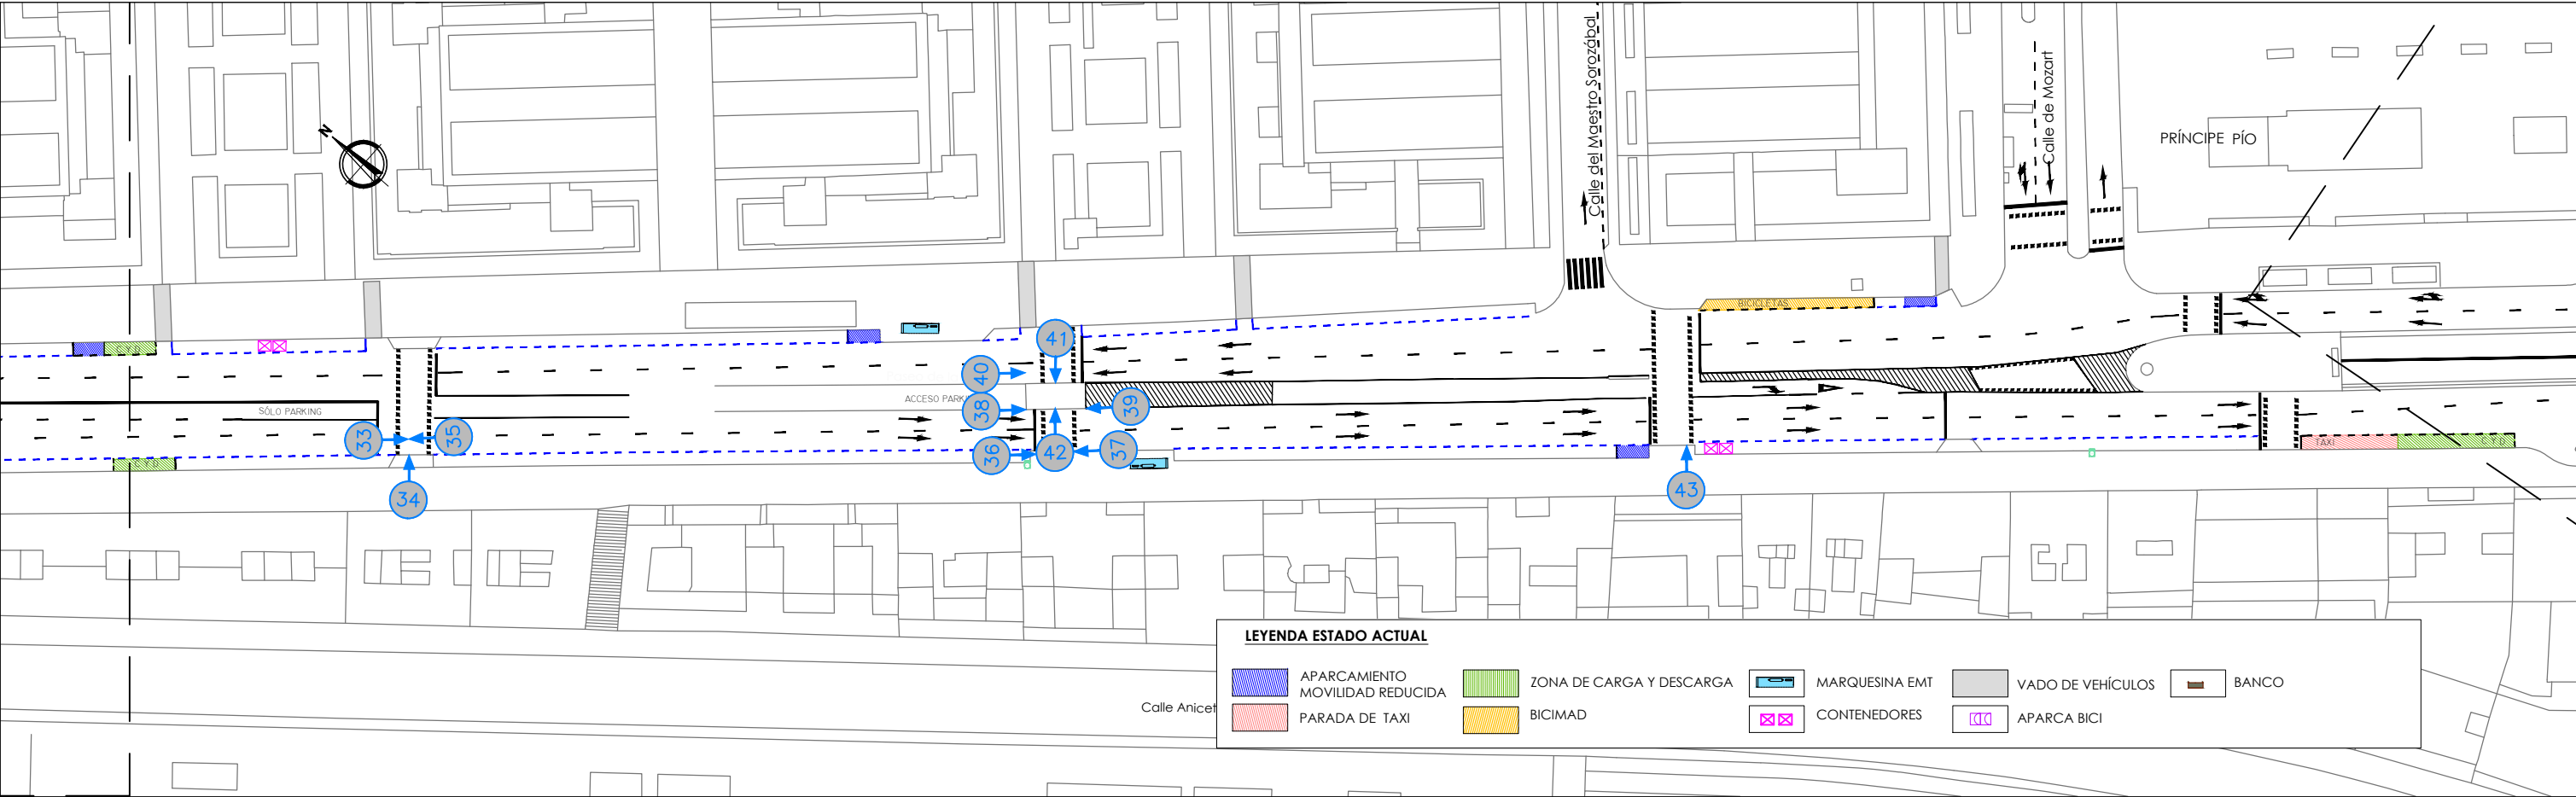 N
Calle del Maestro Sorozábal
Calle de Mozart
PRÍNCIPE PÍO
BICICLETAS
C Y D
SÓLO PARKING
C Y D
ACCESO
TAXI
C Y D
33
34
35
36
37
38
39
40
41
42
43
Calle
LEYENDA ESTADO ACTUAL
APARCAMIENTO
MOVILIDAD REDUCIDA
ZONA DE CARGA Y DESCARGA
MARQUESINA EMT
VADO DE VEHÍCULOS
BANCO
PARADA DE TAXI
BICIMAD
CONTENEDORES
APARCA BICI